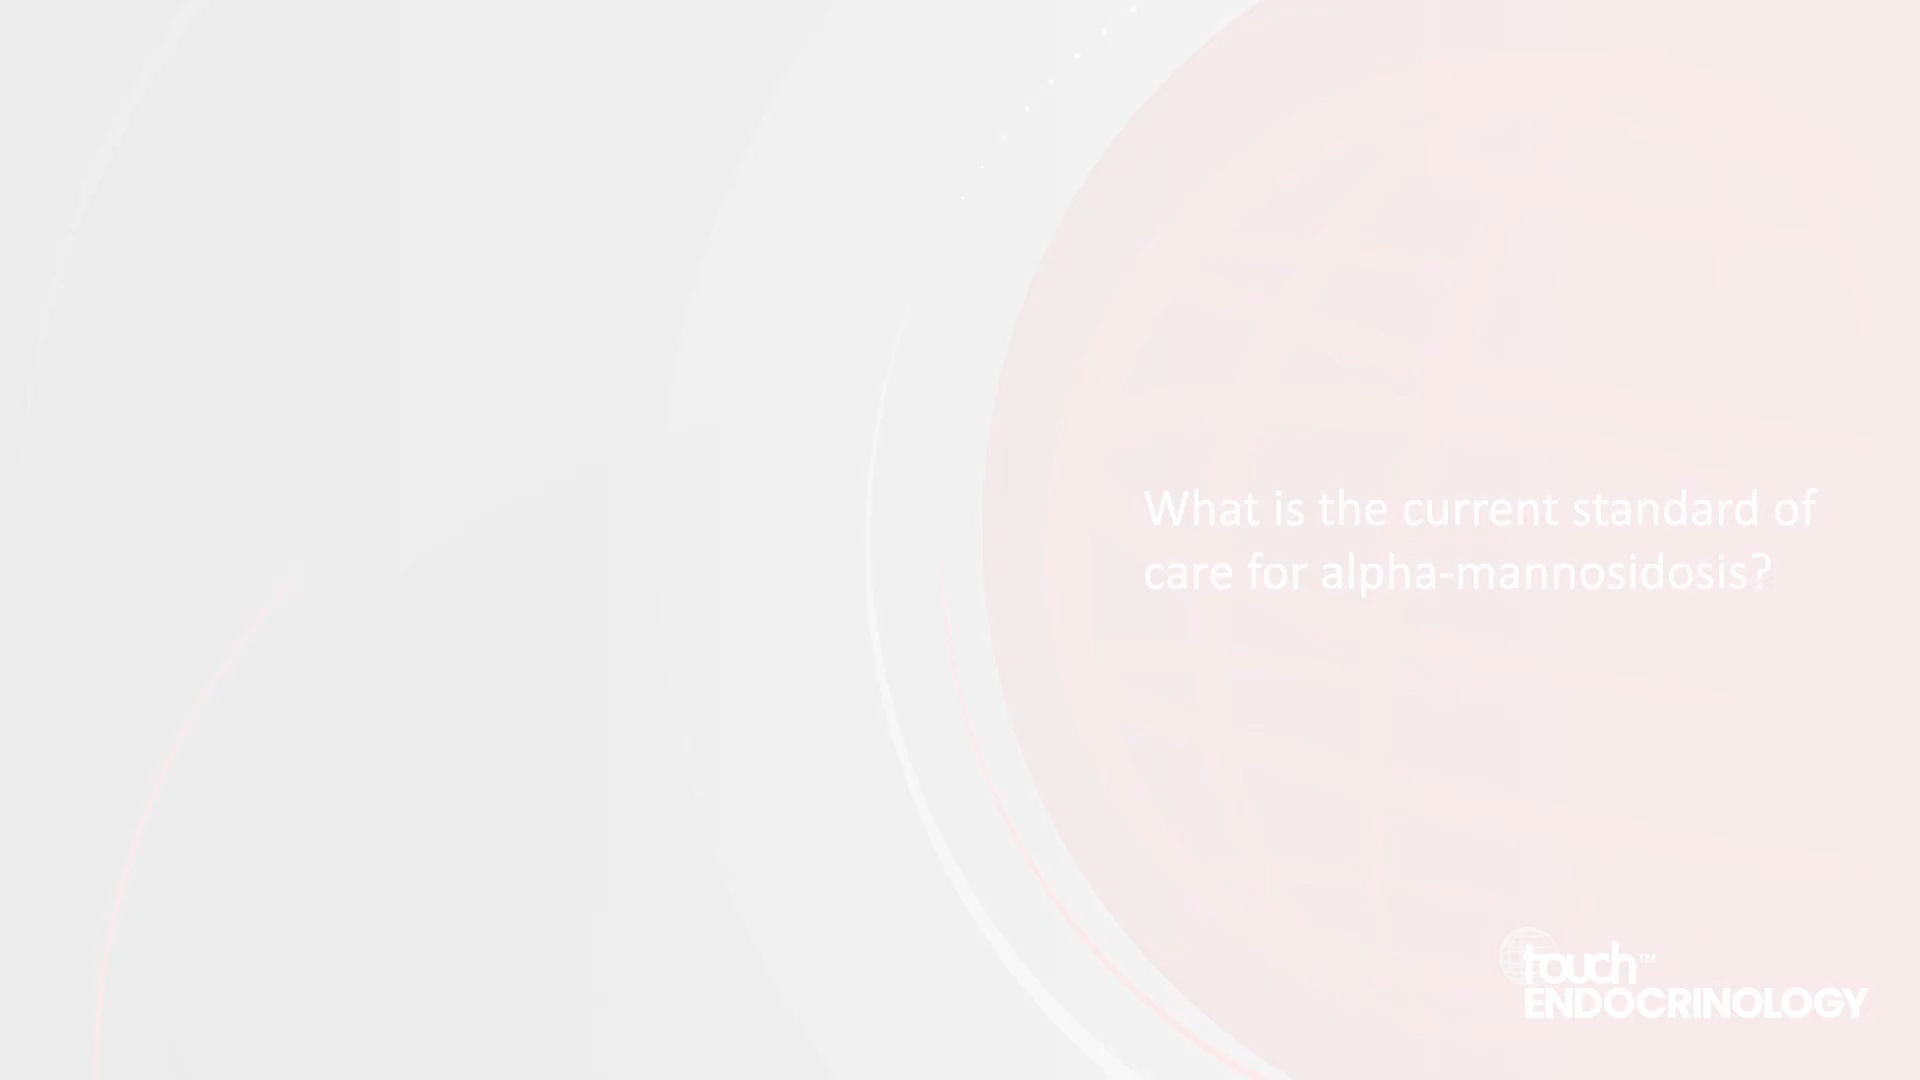 What is the current standard of
care for alpha-mannosidosis?
touch™
ENDOCRINOLOGY